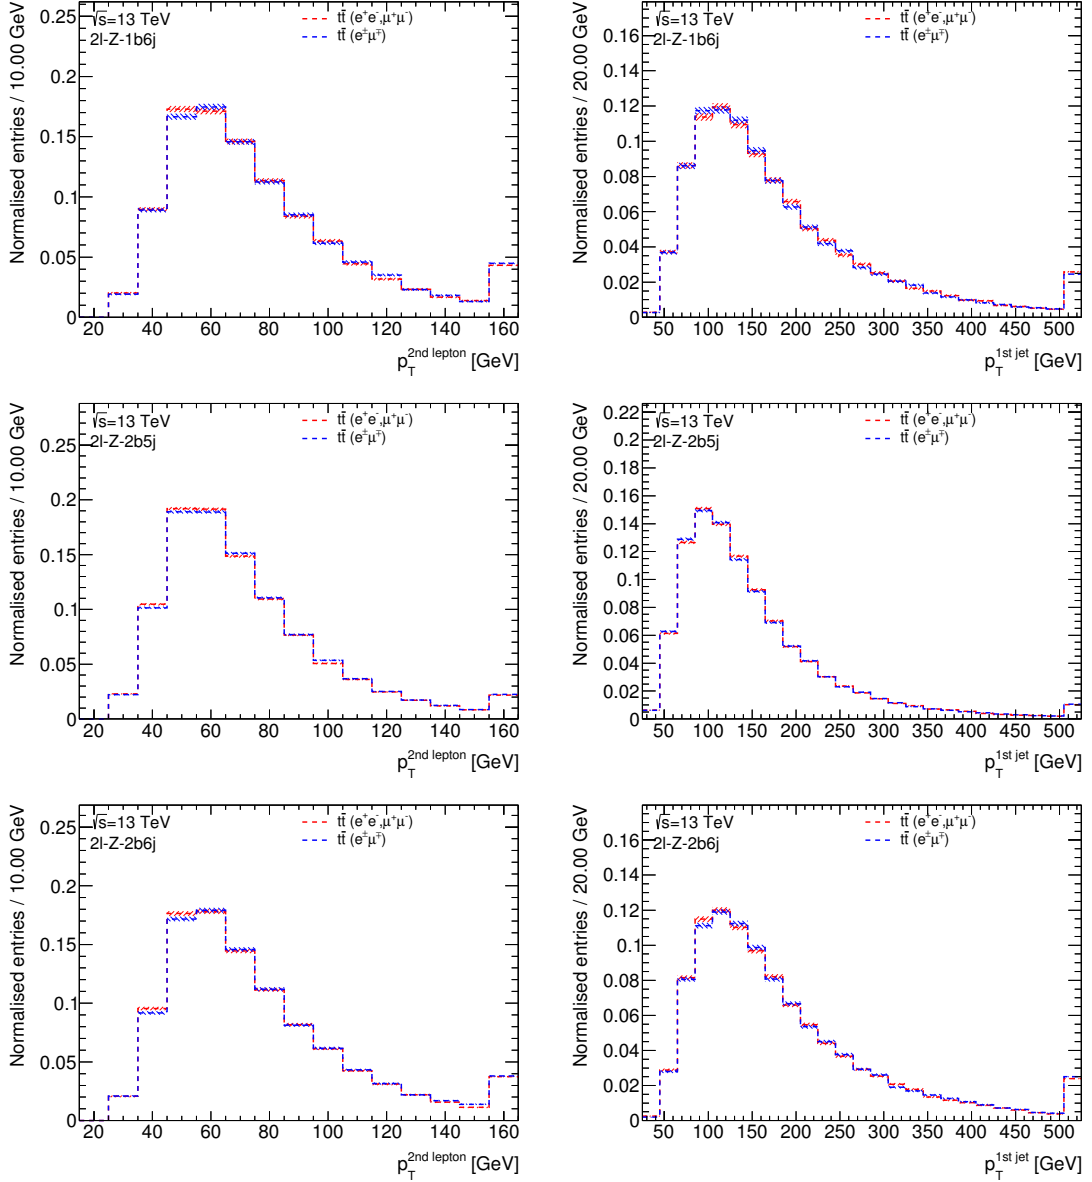 Normalised entries / 10.00 GeV
√s=13 TeV
2l-Z-1b6j
tt̄ (e⁺e⁻,μ⁺μ⁻)
tt̄ (e±μ∓)
0.25
0.2
0.15
0.1
0.05
0
20 40 60 80 100 120 140 160
p_T^2nd lepton [GeV]
Normalised entries / 20.00 GeV
√s=13 TeV
2l-Z-1b6j
tt̄ (e⁺e⁻,μ⁺μ⁻)
tt̄ (e±μ∓)
0.16
0.14
0.12
0.1
0.08
0.06
0.04
0.02
0
50 100 150 200 250 300 350 400 450 500
p_T^1st jet [GeV]
Normalised entries / 10.00 GeV
√s=13 TeV
2l-Z-2b5j
tt̄ (e⁺e⁻,μ⁺μ⁻)
tt̄ (e±μ∓)
0.25
0.2
0.15
0.1
0.05
0
20 40 60 80 100 120 140 160
p_T^2nd lepton [GeV]
Normalised entries / 20.00 GeV
√s=13 TeV
2l-Z-2b5j
tt̄ (e⁺e⁻,μ⁺μ⁻)
tt̄ (e±μ∓)
0.22
0.2
0.18
0.16
0.14
0.12
0.1
0.08
0.06
0.04
0.02
0
50 100 150 200 250 300 350 400 450 500
p_T^1st jet [GeV]
Normalised entries / 10.00 GeV
√s=13 TeV
2l-Z-2b6j
tt̄ (e⁺e⁻,μ⁺μ⁻)
tt̄ (e±μ∓)
0.25
0.2
0.15
0.1
0.05
0
20 40 60 80 100 120 140 160
p_T^2nd lepton [GeV]
Normalised entries / 20.00 GeV
√s=13 TeV
2l-Z-2b6j
tt̄ (e⁺e⁻,μ⁺μ⁻)
tt̄ (e±μ∓)
0.16
0.14
0.12
0.1
0.08
0.06
0.04
0.02
0
50 100 150 200 250 300 350 400 450 500
p_T^1st jet [GeV]